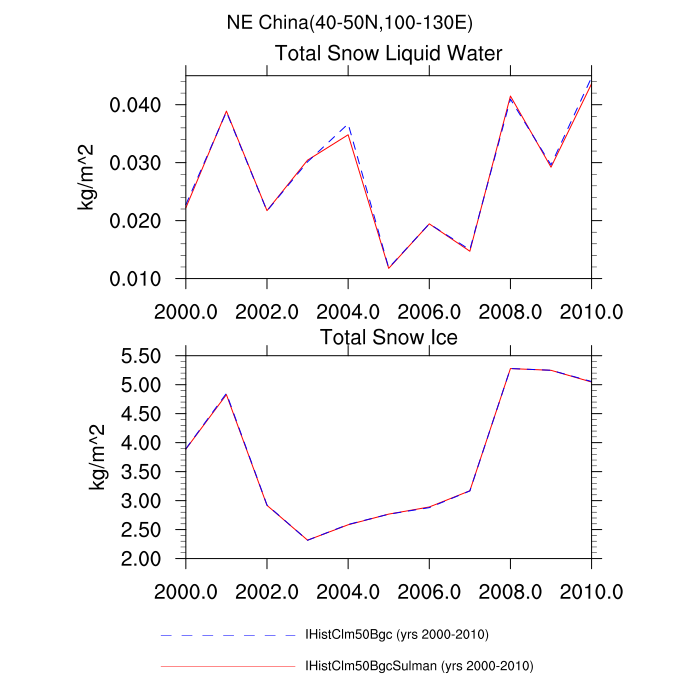 NE China(40-50N,100-130E)
Total Snow Liquid Water
0.040
0.030
0.020
0.010
kg/m^2
2000.0 2002.0 2004.0 2006.0 2008.0 2010.0
Total Snow Ice
5.50
5.00
4.50
4.00
3.50
3.00
2.50
2.00
kg/m^2
2000.0 2002.0 2004.0 2006.0 2008.0 2010.0
IHistClm50Bgc (yrs 2000-2010)
IHistClm50BgcSulman (yrs 2000-2010)